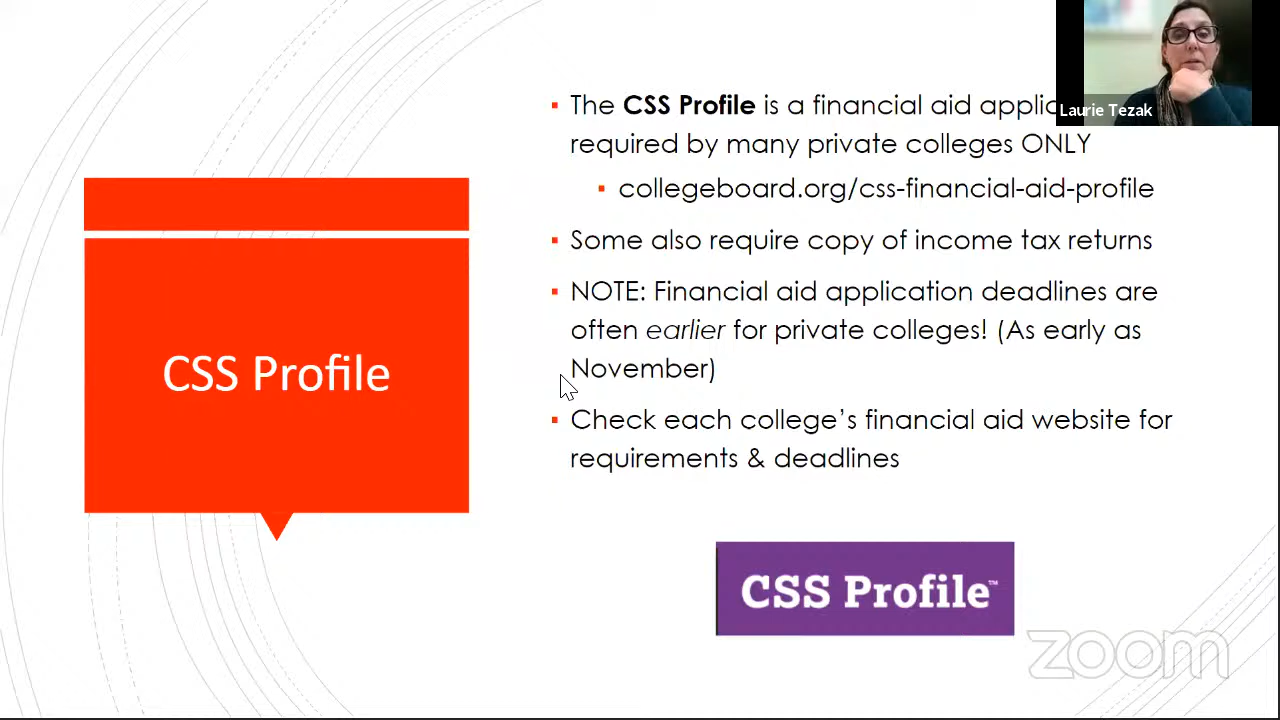 The CSS Profile is a financial aid applic
Laurie Tezak
required by many private colleges ONLY
collegeboard.org/css-financial-aid-profile
Some also require copy of income tax returns
NOTE: Financial aid application deadlines are
often earlier for private colleges! (As early as
November)
CSS Profile
Check each college's financial aid website for
requirements & deadlines
CSS Profile™
zoom